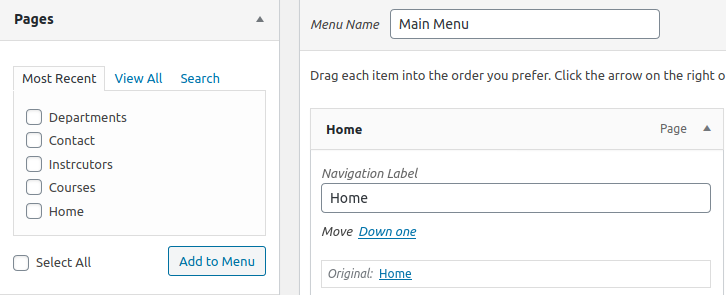 Pages
Most Recent View All Search
Departments
Contact
Instrcutors
Courses
Home
Select All Add to Menu
Menu Name Main Menu
Drag each item into the order you prefer. Click the arrow on the right o
Home Page
Navigation Label
Home
Move Down one
Original: Home